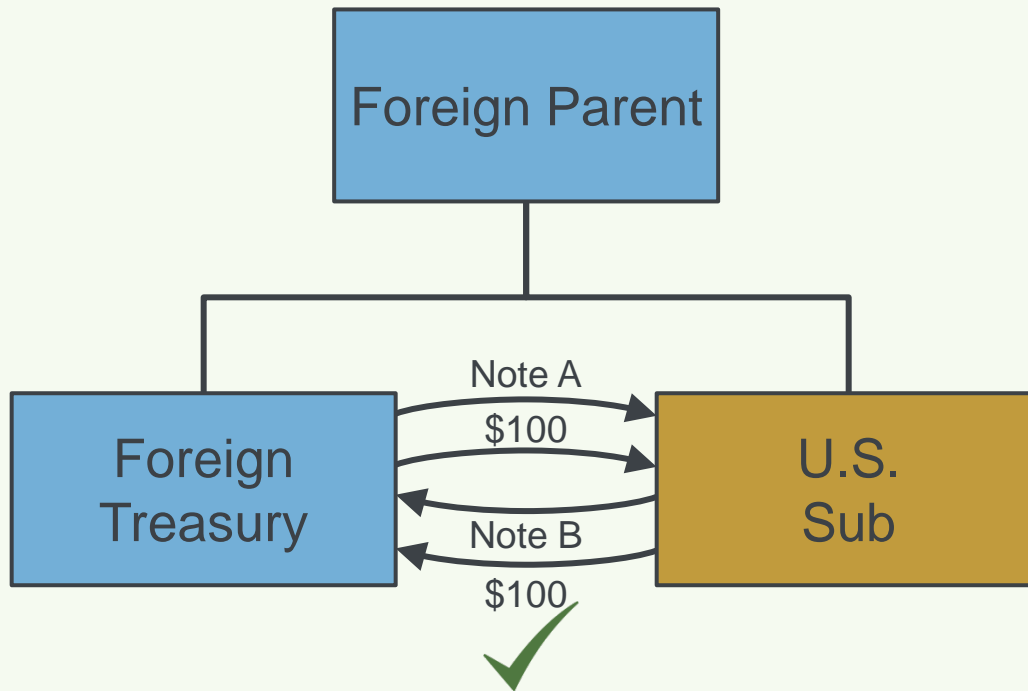 Foreign Parent
Note A
$100
Foreign
Treasury
U.S.
Sub
Note B
$100